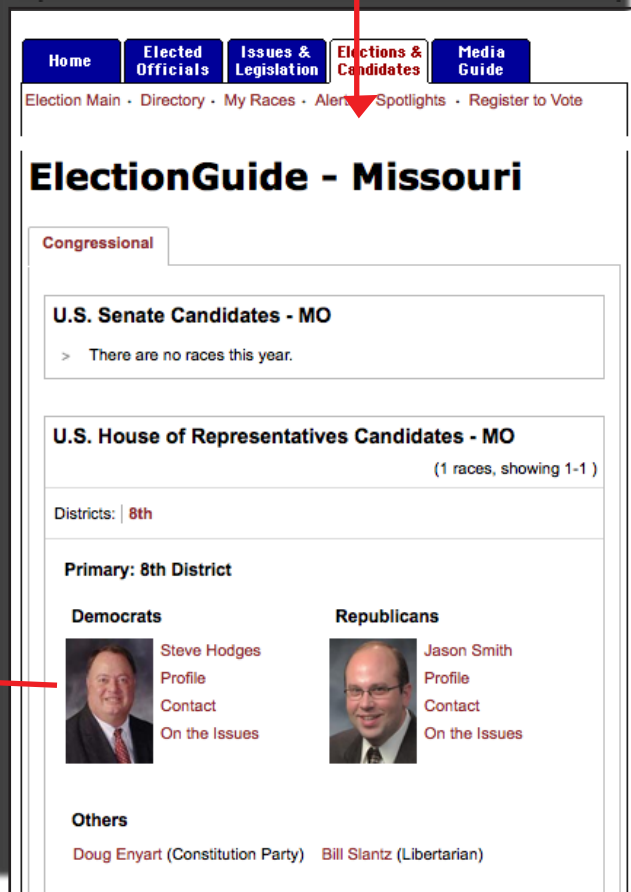 Home
Elected Officials
Issues & Legislation
Elections & Candidates
Media Guide
Election Main · Directory · My Races · Alerts · Spotlights · Register to Vote
ElectionGuide - Missouri
Congressional
U.S. Senate Candidates - MO
> There are no races this year.
U.S. House of Representatives Candidates - MO
(1 races, showing 1-1 )
Districts: | 8th
Primary: 8th District
Democrats
Steve Hodges
Profile
Contact
On the Issues
Republicans
Jason Smith
Profile
Contact
On the Issues
Others
Doug Enyart (Constitution Party) Bill Slantz (Libertarian)